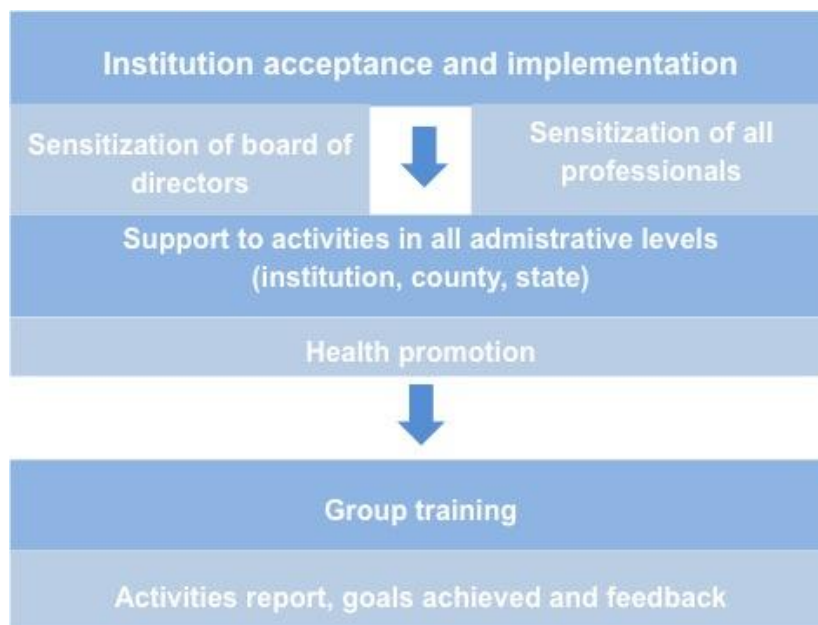 Institution acceptance and implementation
Sensitization of board of
directors
Sensitization of all
professionals
Support to activities in all admistrative levels
(institution, county, state)
Health promotion
Group training
Activities report, goals achieved and feedback